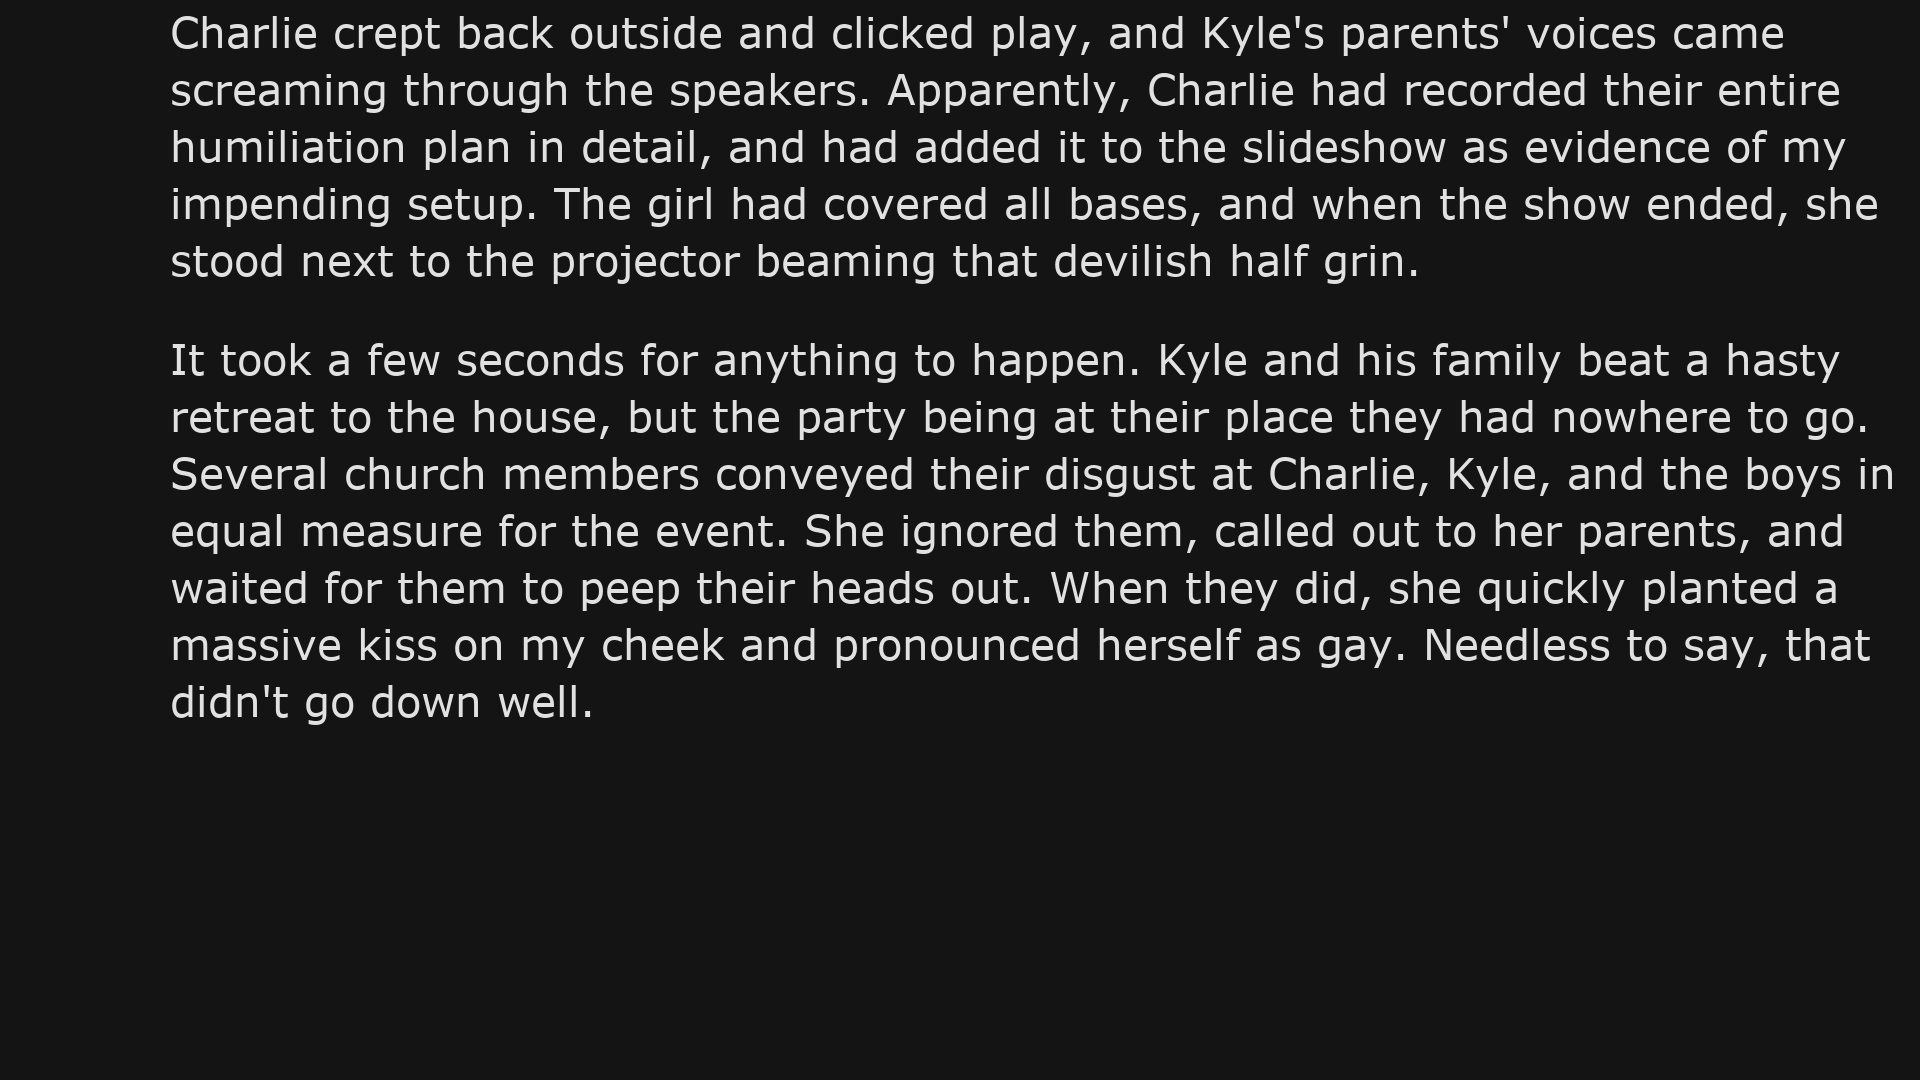 Charlie crept back outside and clicked play, and Kyle's parents' voices came
screaming through the speakers. Apparently, Charlie had recorded their entire
humiliation plan in detail, and had added it to the slideshow as evidence of my
impending setup. The girl had covered all bases, and when the show ended, she
stood next to the projector beaming that devilish half grin.
It took a few seconds for anything to happen. Kyle and his family beat a hasty
retreat to the house, but the party being at their place they had nowhere to go.
Several church members conveyed their disgust at Charlie, Kyle, and the boys in
equal measure for the event. She ignored them, called out to her parents, and
waited for them to peep their heads out. When they did, she quickly planted a
massive kiss on my cheek and pronounced herself as gay. Needless to say, that
didn't go down well.